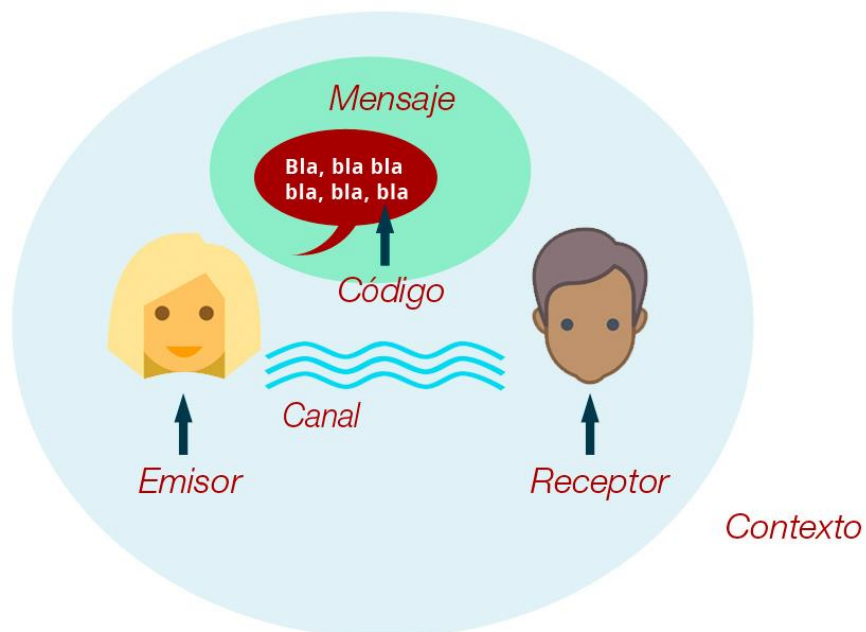 Mensaje
Bla, bla bla
bla, bla, bla
Código
Canal
Emisor
Receptor
Contexto